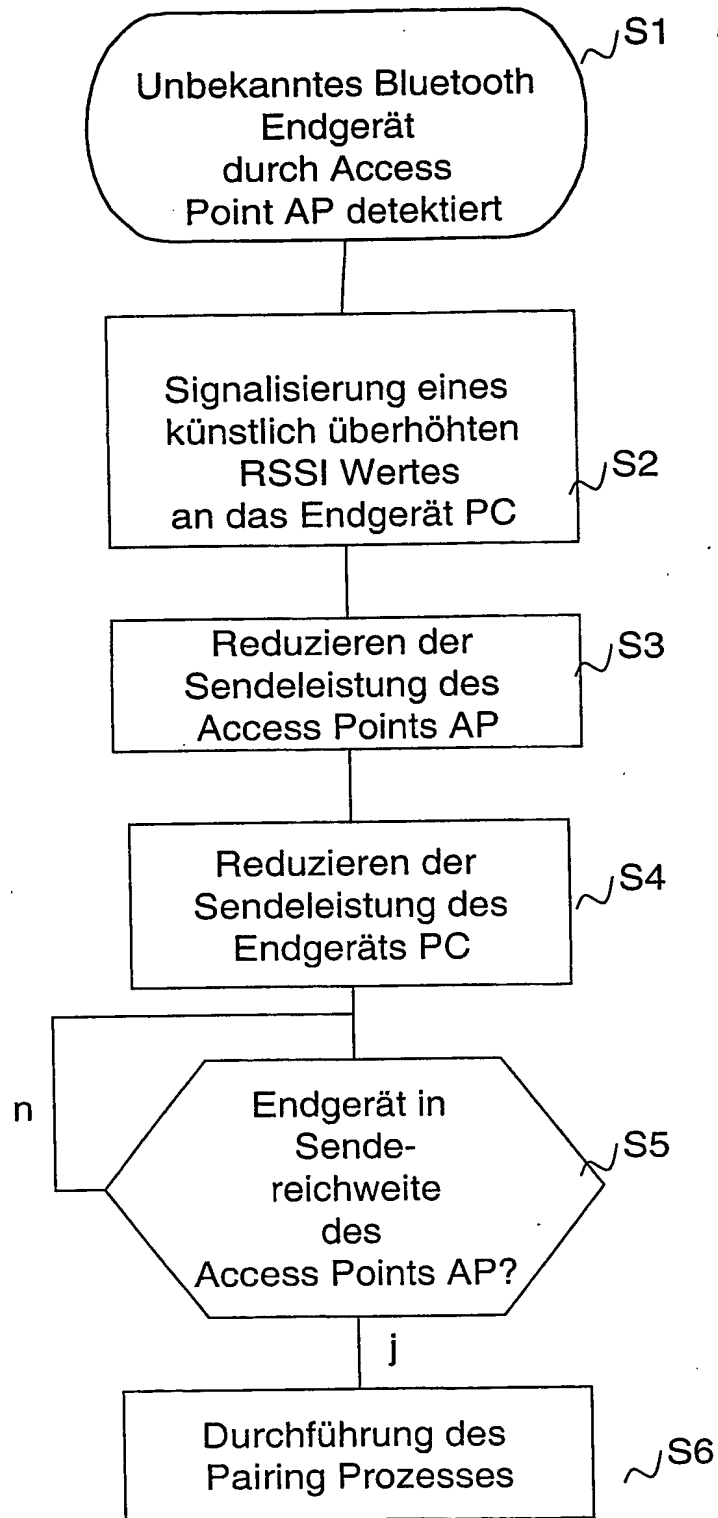 S1
Unbekanntes Bluetooth
Endgerät
durch Access
Point AP detektiert
Signalisierung eines
künstlich überhöhten
RSSI Wertes
an das Endgerät PC
S2
Reduzieren der
Sendeleistung des
Access Points AP
S3
Reduzieren der
Sendeleistung des
Endgeräts PC
S4
n
Endgerät in
Sende-
reichweite
des
Access Points AP?
S5
j
Durchführung des
Pairing Prozesses
S6